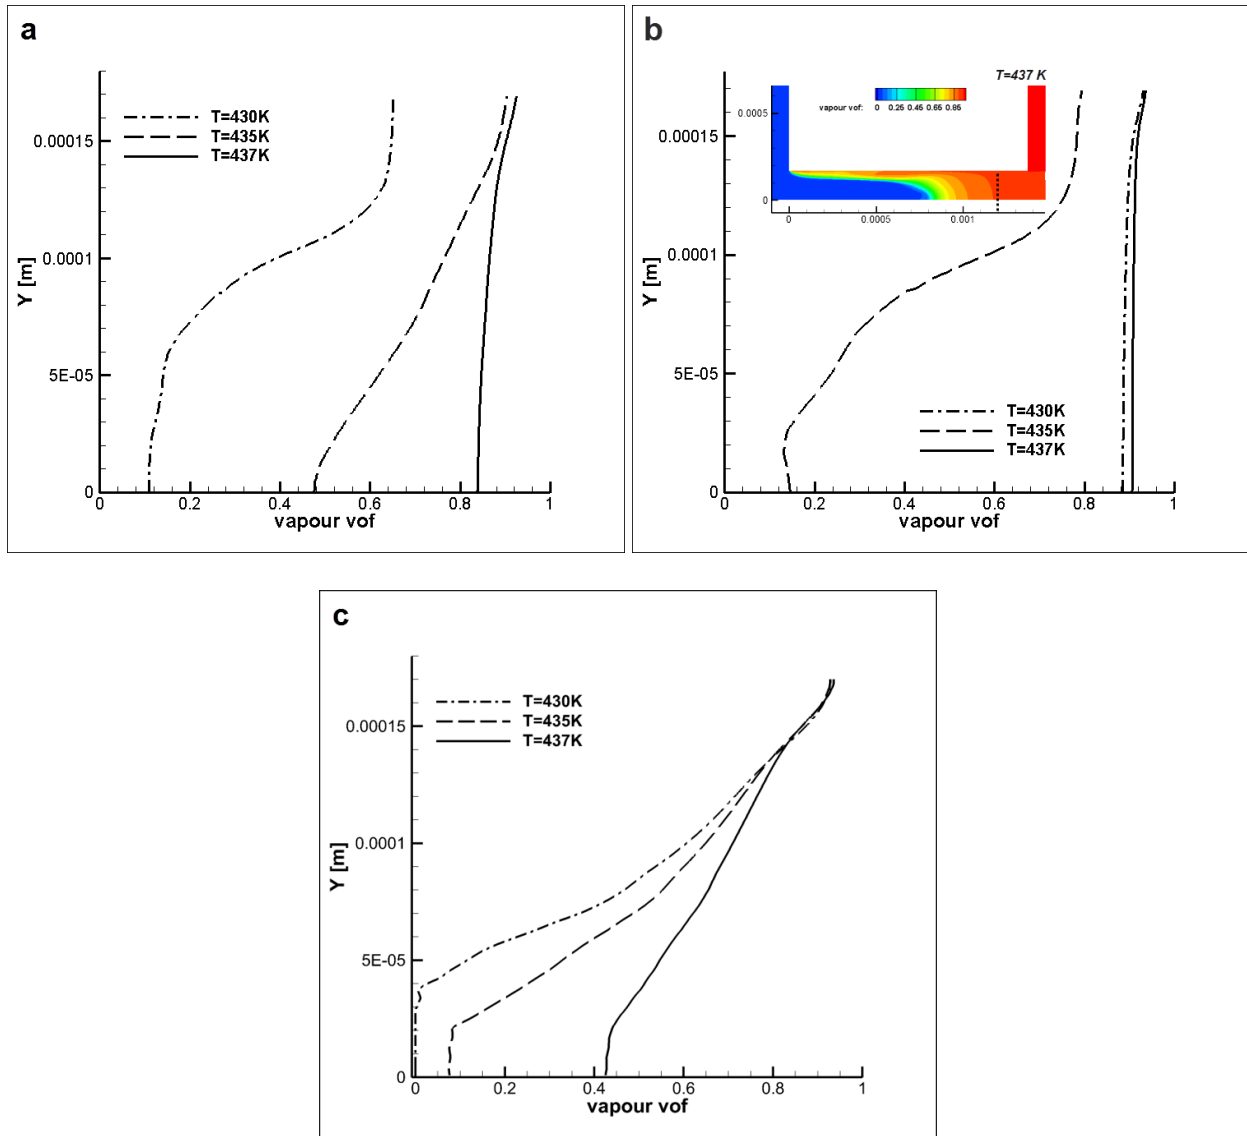 a
T=430K
T=435K
T=437K
0.00015
0.0001
5E-05
0
Y [m]
0 0.2 0.4 0.6 0.8 1
vapour vof
b
T=437 K
vapour vof: 0 0.25 0.45 0.65 0.85
0.0005
0
0 0.0005 0.001
0.00015
0.0001
5E-05
0
Y [m]
T=430K
T=435K
T=437K
0 0.2 0.4 0.6 0.8 1
vapour vof
c
T=430K
T=435K
T=437K
0.00015
0.0001
5E-05
0
Y [m]
0 0.2 0.4 0.6 0.8 1
vapour vof